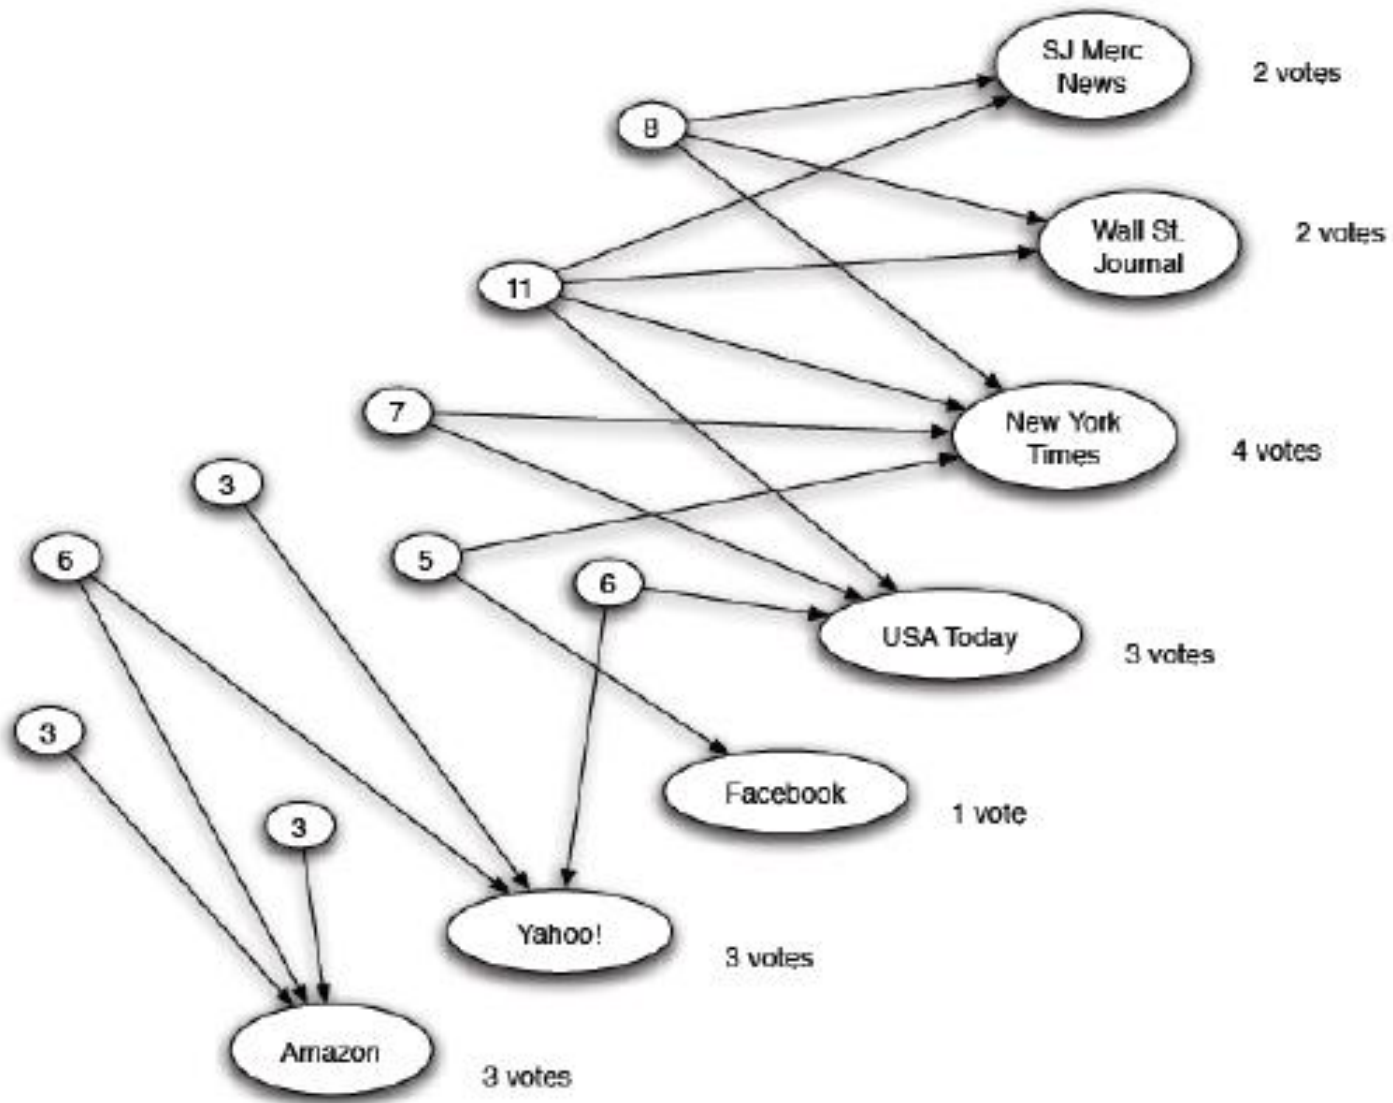 SJ Merc
News
2 votes
8
Wall St.
Journal
2 votes
11
7
New York
Times
4 votes
3
6
5
6
USA Today
3 votes
3
Facebook
1 vote
3
Yahoo!
3 votes
Amazon
3 votes